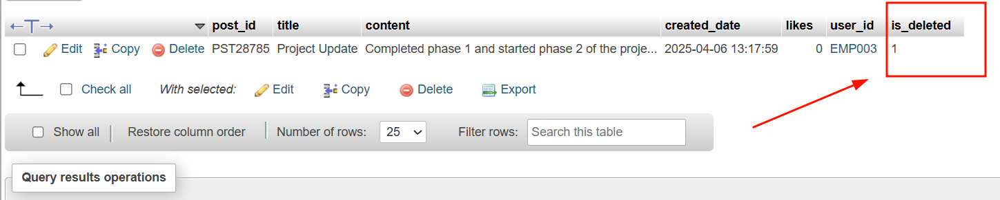 post_id title content created_date likes user_id is_deleted
Edit Copy Delete PST28785 Project Update Completed phase 1 and started phase 2 of the proje... 2025-04-06 13:17:59 0 EMP003 1
Check all With selected: Edit Copy Delete Export
Show all Restore column order Number of rows: 25 Filter rows: Search this table
Query results operations